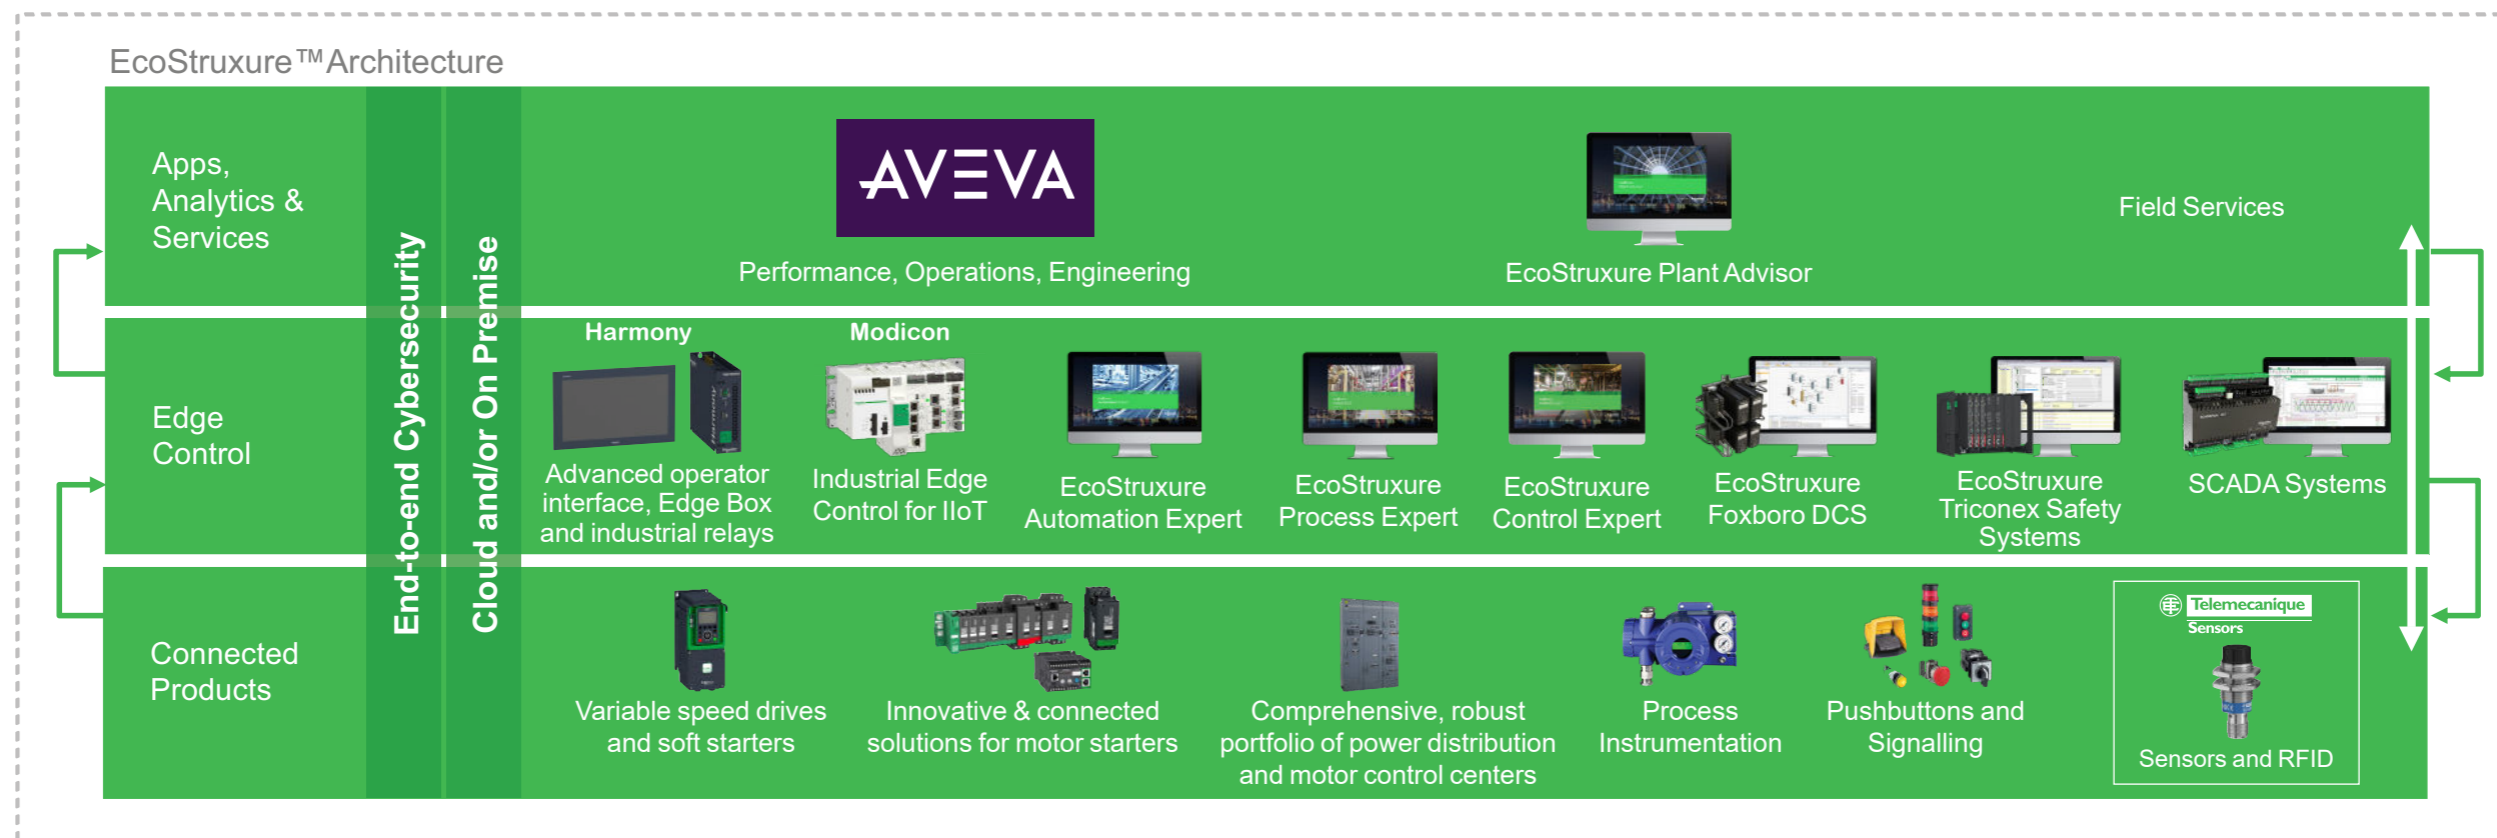 EcoStruxure™Architecture
Apps,
Analytics &
Services
AVEVA
Performance, Operations, Engineering
EcoStruxure Plant Advisor
Field Services
End-to-end Cybersecurity
Cloud and/or On Premise
Edge
Control
Harmony
Advanced operator
interface, Edge Box
and industrial relays
Modicon
Industrial Edge
Control for IIoT
EcoStruxure
Automation Expert
EcoStruxure
Process Expert
EcoStruxure
Control Expert
EcoStruxure
Foxboro DCS
EcoStruxure
Triconex Safety
Systems
SCADA Systems
Connected
Products
Variable speed drives
and soft starters
Innovative & connected
solutions for motor starters
Comprehensive, robust
portfolio of power distribution
and motor control centers
Process
Instrumentation
Pushbuttons and
Signalling
Telemecanique
Sensors
Sensors and RFID